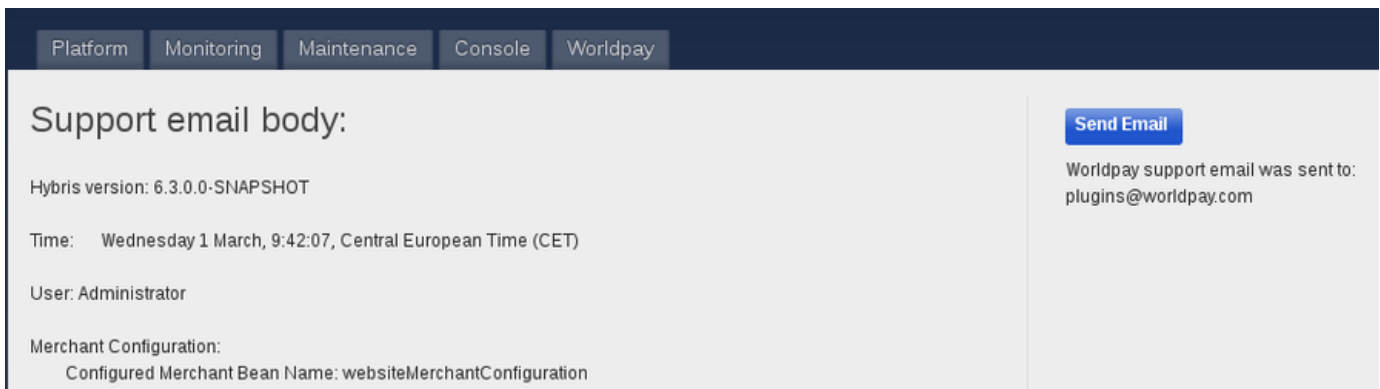 Platform Monitoring Maintenance Console Worldpay
Support email body:
Hybris version: 6.3.0.0-SNAPSHOT
Time: Wednesday 1 March, 9:42:07, Central European Time (CET)
User: Administrator
Merchant Configuration:
Configured Merchant Bean Name: websiteMerchantConfiguration
Send Email
Worldpay support email was sent to:
plugins@worldpay.com